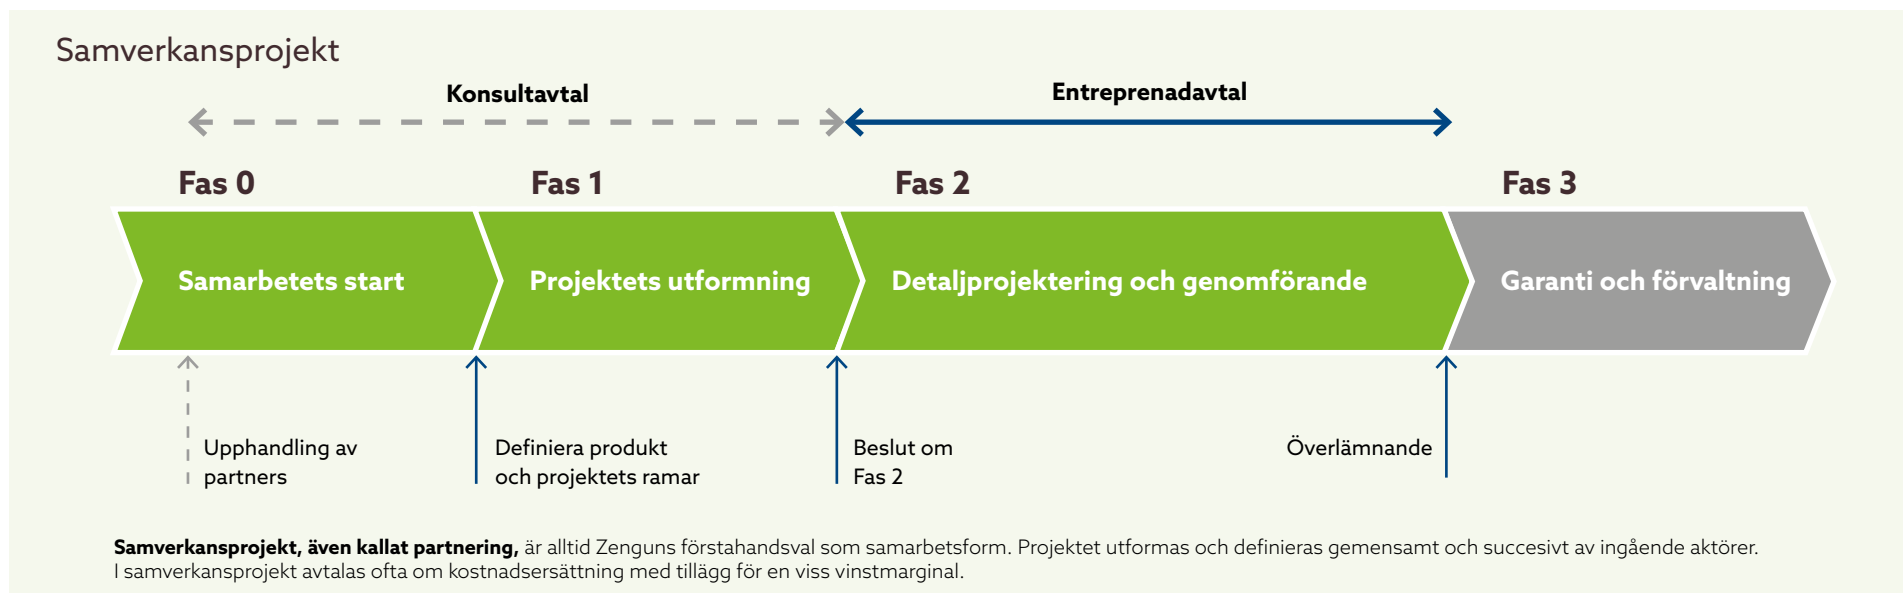 Samverkansprojekt
Konsultavtal
Entreprenadavtal
Fas 0
Fas 1
Fas 2
Fas 3
Samarbetets start
Projektets utformning
Detaljprojektering och genomförande
Garanti och förvaltning
Upphandling av
partners
Definiera produkt
och projektets ramar
Beslut om
Fas 2
Överlämnande
Samverkansprojekt, även kallat partnering, är alltid Zenguns förstahandsval som samarbetsform. Projektet utformas och definieras gemensamt och succesivt av ingående aktörer.
I samverkansprojekt avtalas ofta om kostnadsersättning med tillägg för en viss vinstmarginal.